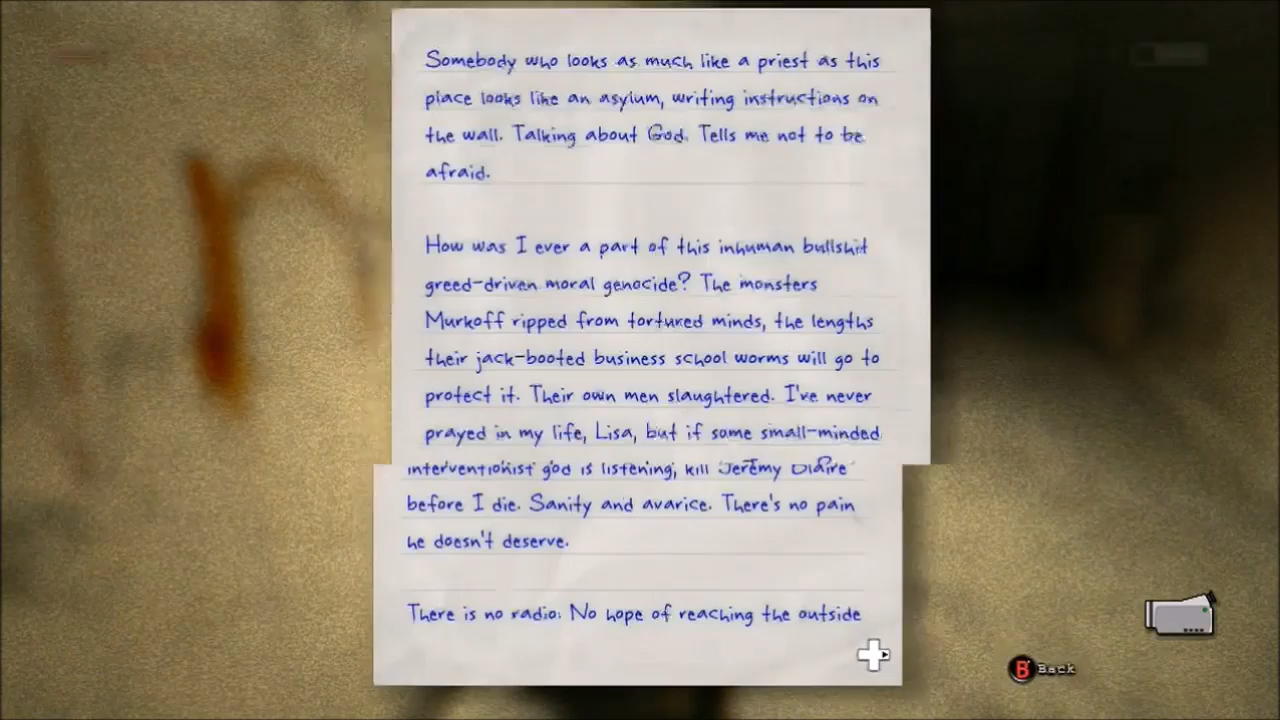 Somebody who looks as much like a priest as this
place looks like an asylum, writing instructions on
the wall. Talking about God. Tells me not to be
afraid.
How was I ever a part of this inhuman bullshit
greed-driven moral genocide? The monsters
Murkoff ripped from tortured minds, the lengths
their jack-booted business school worms will go to
protect it. Their own men slaughtered. I've never
prayed in my life, Lisa, but if some small-minded
interventionist god is listening, kill Jeremy Blaire
before I die. Sanity and avarice. There's no pain
he doesn't deserve.
There is no radio. No hope of reaching the outside
B Back